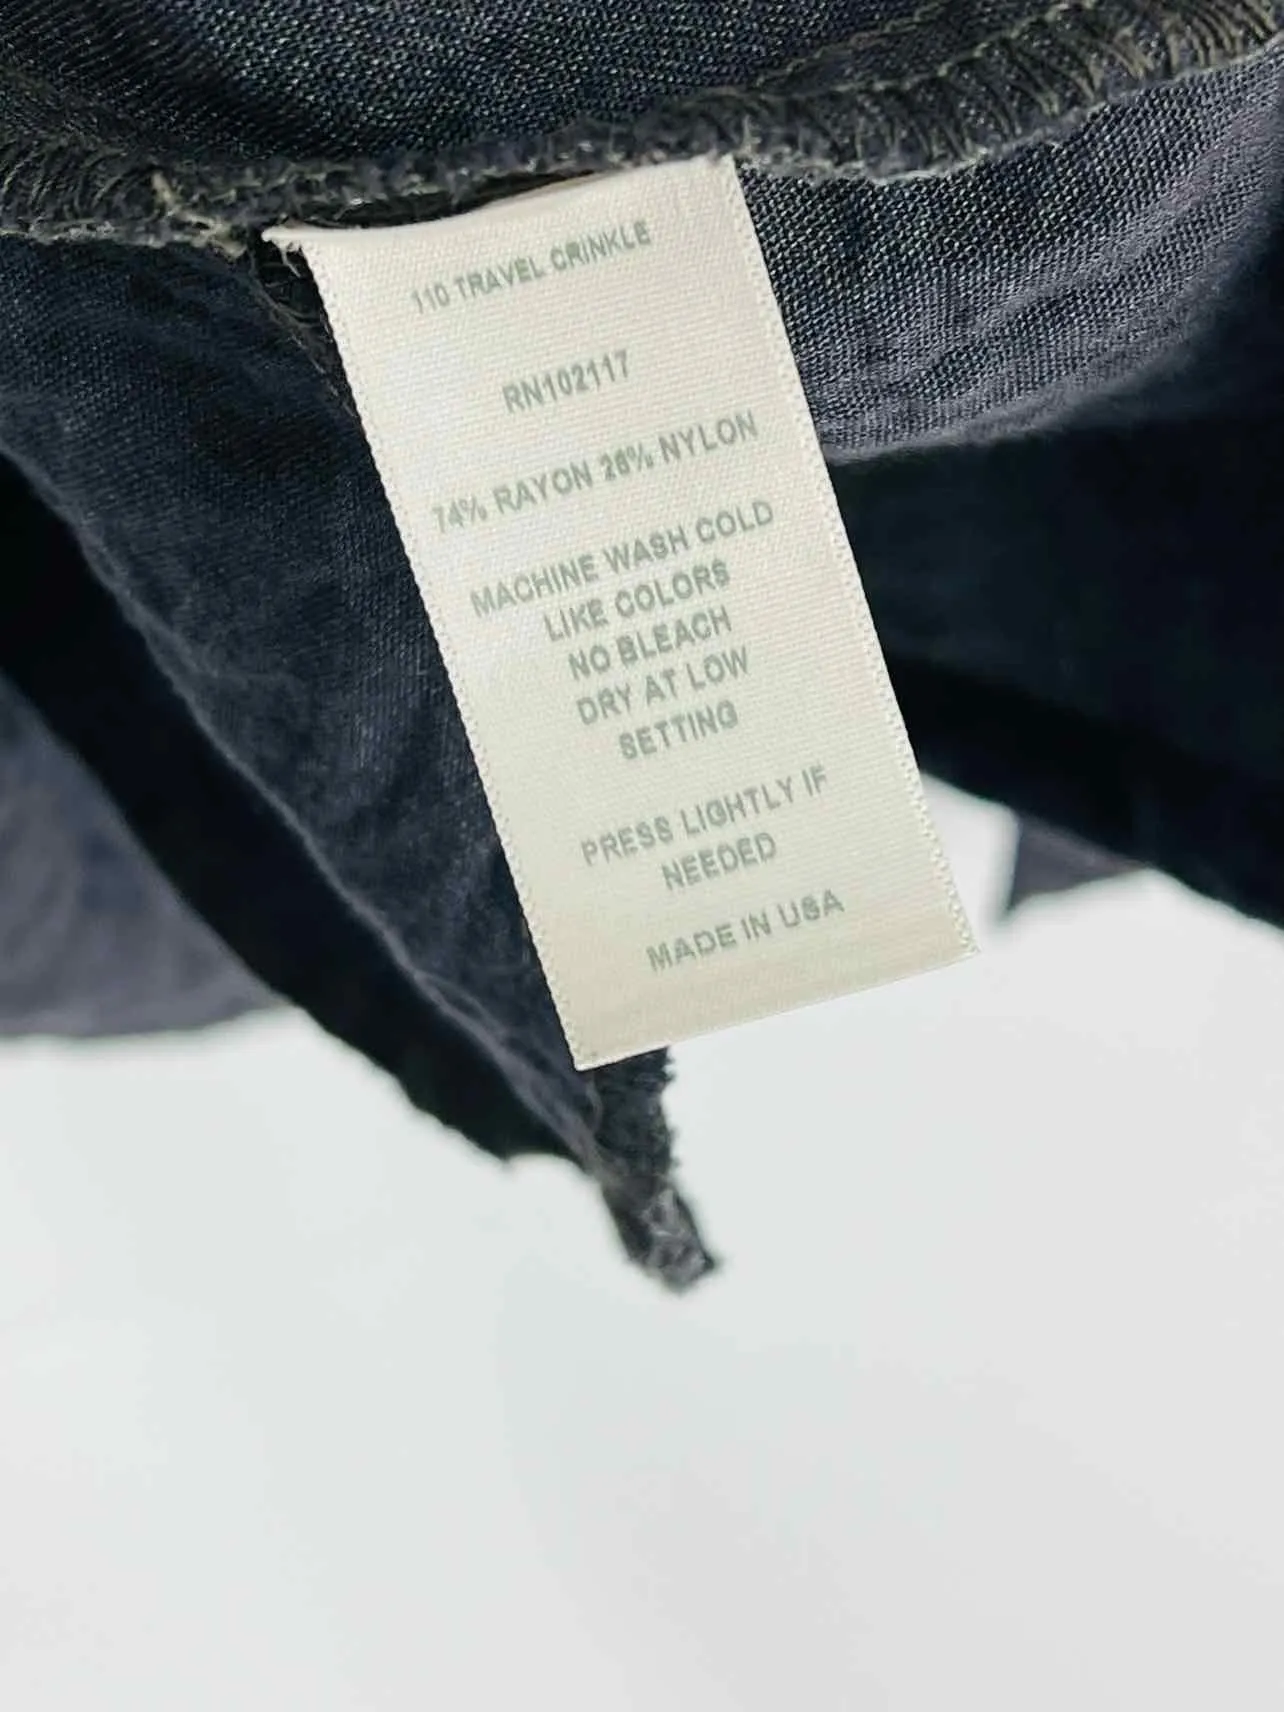 110 TRAVEL CRINKLE
RN102117
74% RAYON 26% NYLON
MACHINE WASH COLD
LIKE COLORS
NO BLEACH
DRY AT LOW
SETTING
PRESS LIGHTLY IF
NEEDED
MADE IN USA